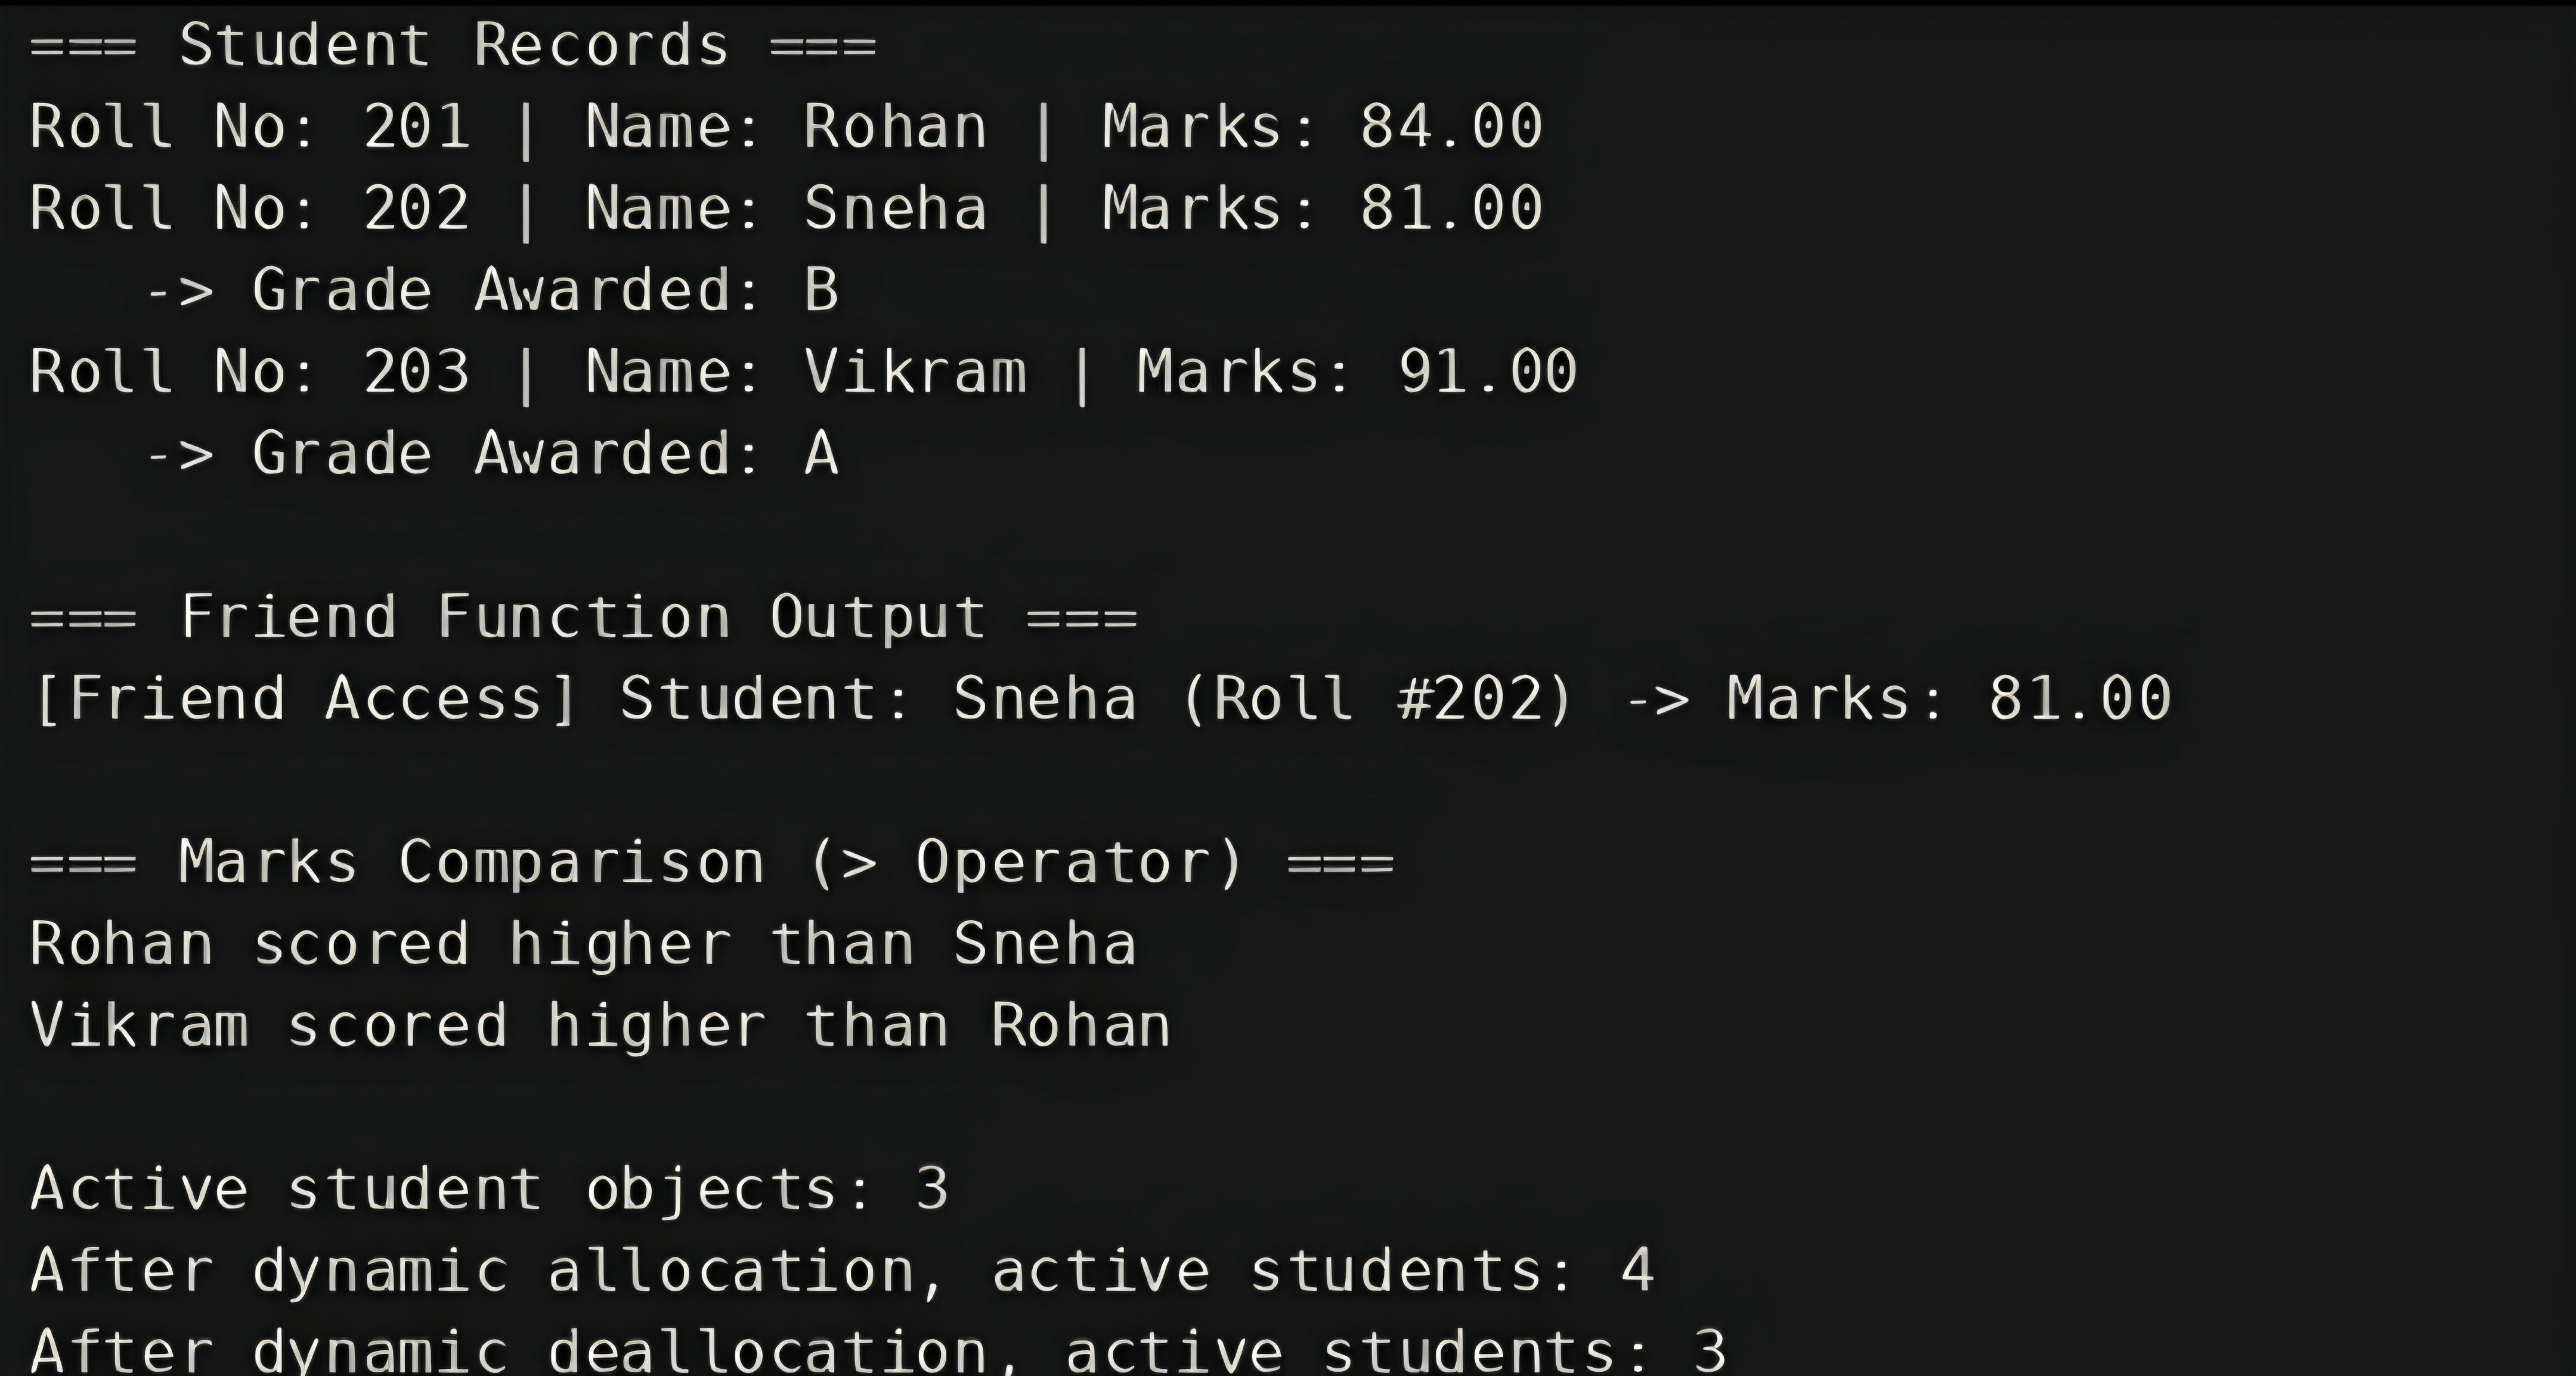 === Student Records ===
Roll No: 201 | Name: Rohan | Marks: 84.00
Roll No: 202 | Name: Sneha | Marks: 81.00
   -> Grade Awarded: B
Roll No: 203 | Name: Vikram | Marks: 91.00
   -> Grade Awarded: A

=== Friend Function Output ===
[Friend Access] Student: Sneha (Roll #202) -> Marks: 81.00

=== Marks Comparison (> Operator) ===
Rohan scored higher than Sneha
Vikram scored higher than Rohan

Active student objects: 3
After dynamic allocation, active students: 4
After dynamic deallocation, active students: 3